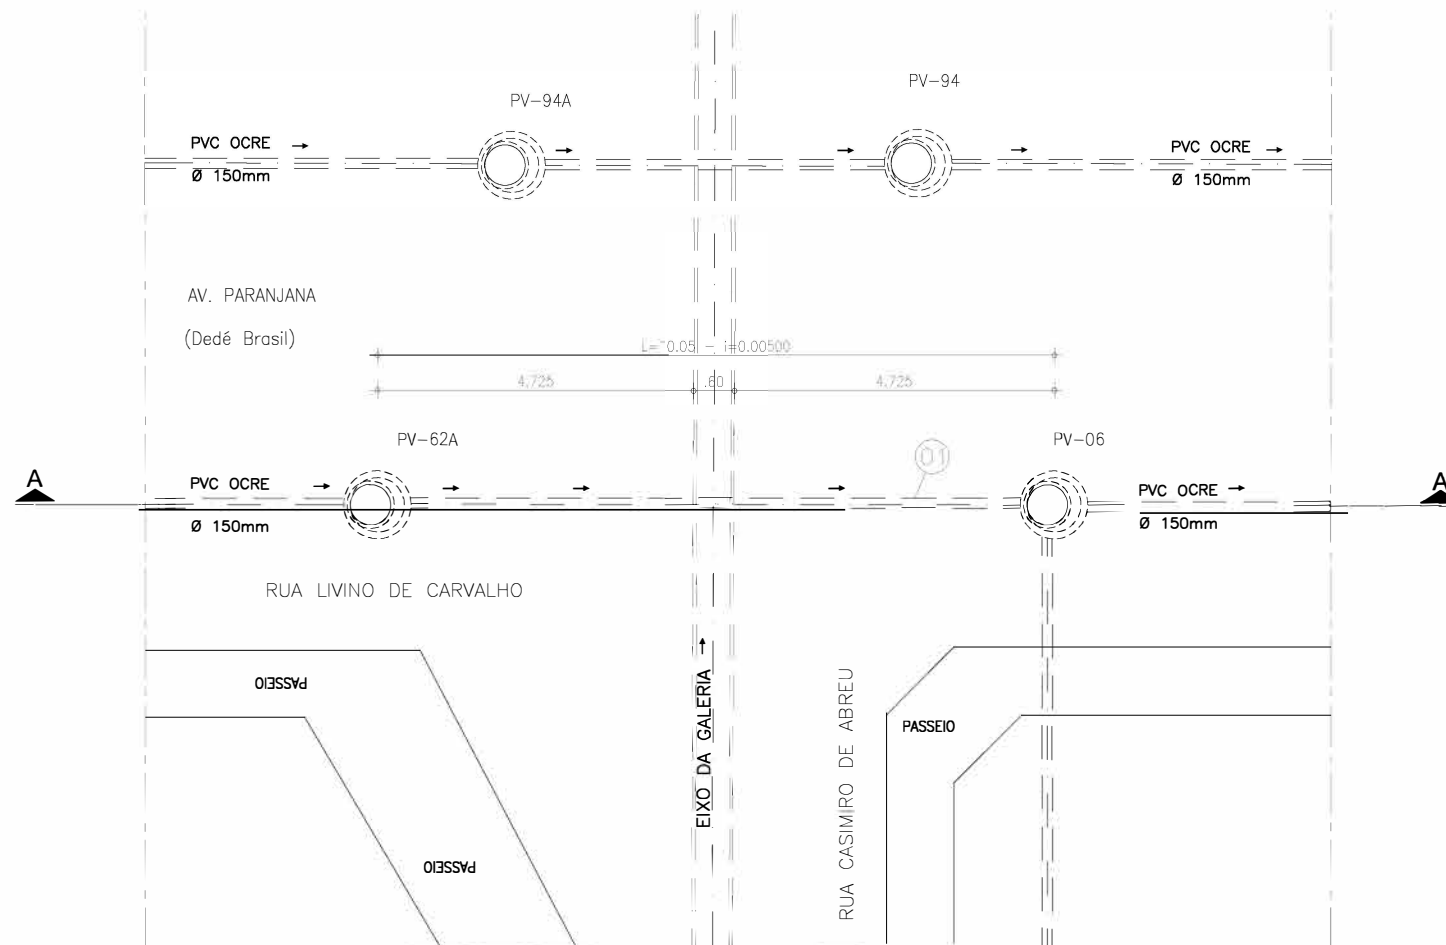 PV-94
PV-94A
PVC OCRE
Ø 150mm
PVC OCRE
Ø 150mm
AV. PARANJANA
(Dedé Brasil)
0.05 - i=0.00500
4,725
.60
4,725
PV-62A
PV-06
01
A
PVC OCRE
Ø 150mm
PVC OCRE
Ø 150mm
A
RUA LIVINO DE CARVALHO
PASSEIO
PASSEIO
EIXO DA GALERIA
RUA CASIMIRO DE ABREU
PASSEIO